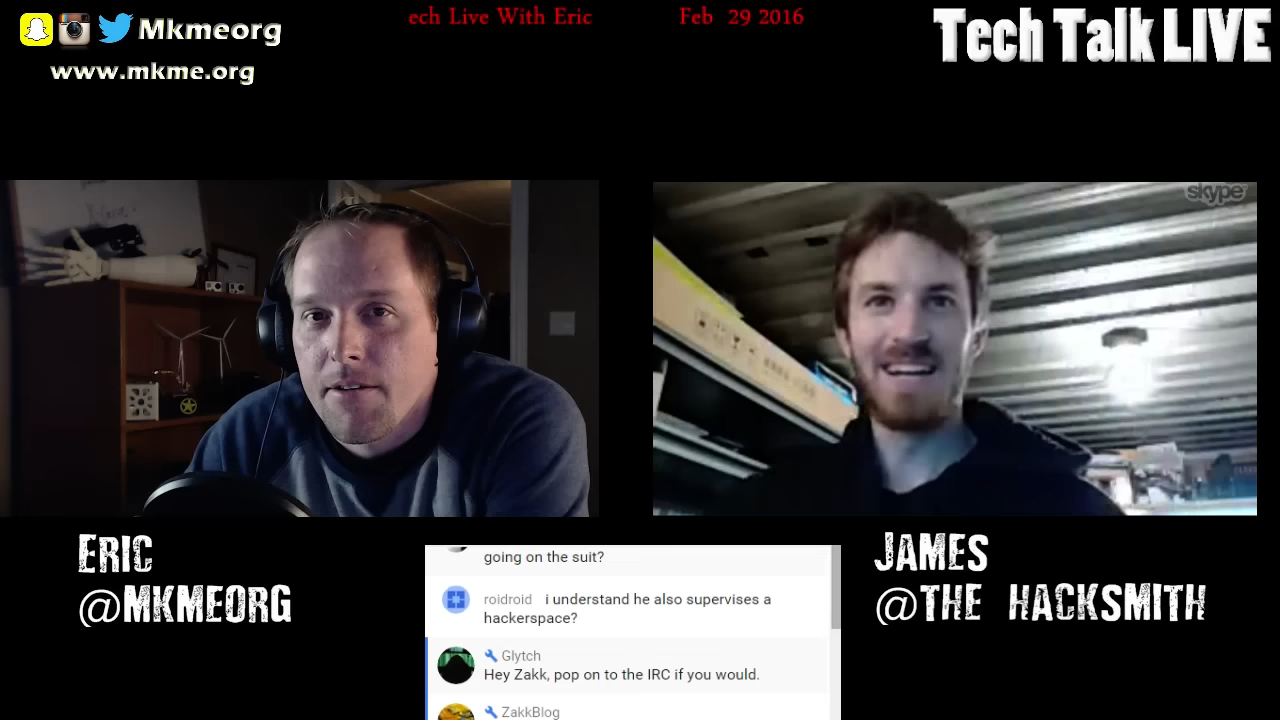 Mkmeorg
www.mkme.org
ech Live With Eric Feb 29 2016
Tech Talk LIVE
skype
ERIC
@MKMEORG
JAMES
@THE HACKSMITH
going on the suit?
roidroid i understand he also supervises a
hackerspace?
Glytch
Hey Zakk, pop on to the IRC if you would.
ZakkBlog